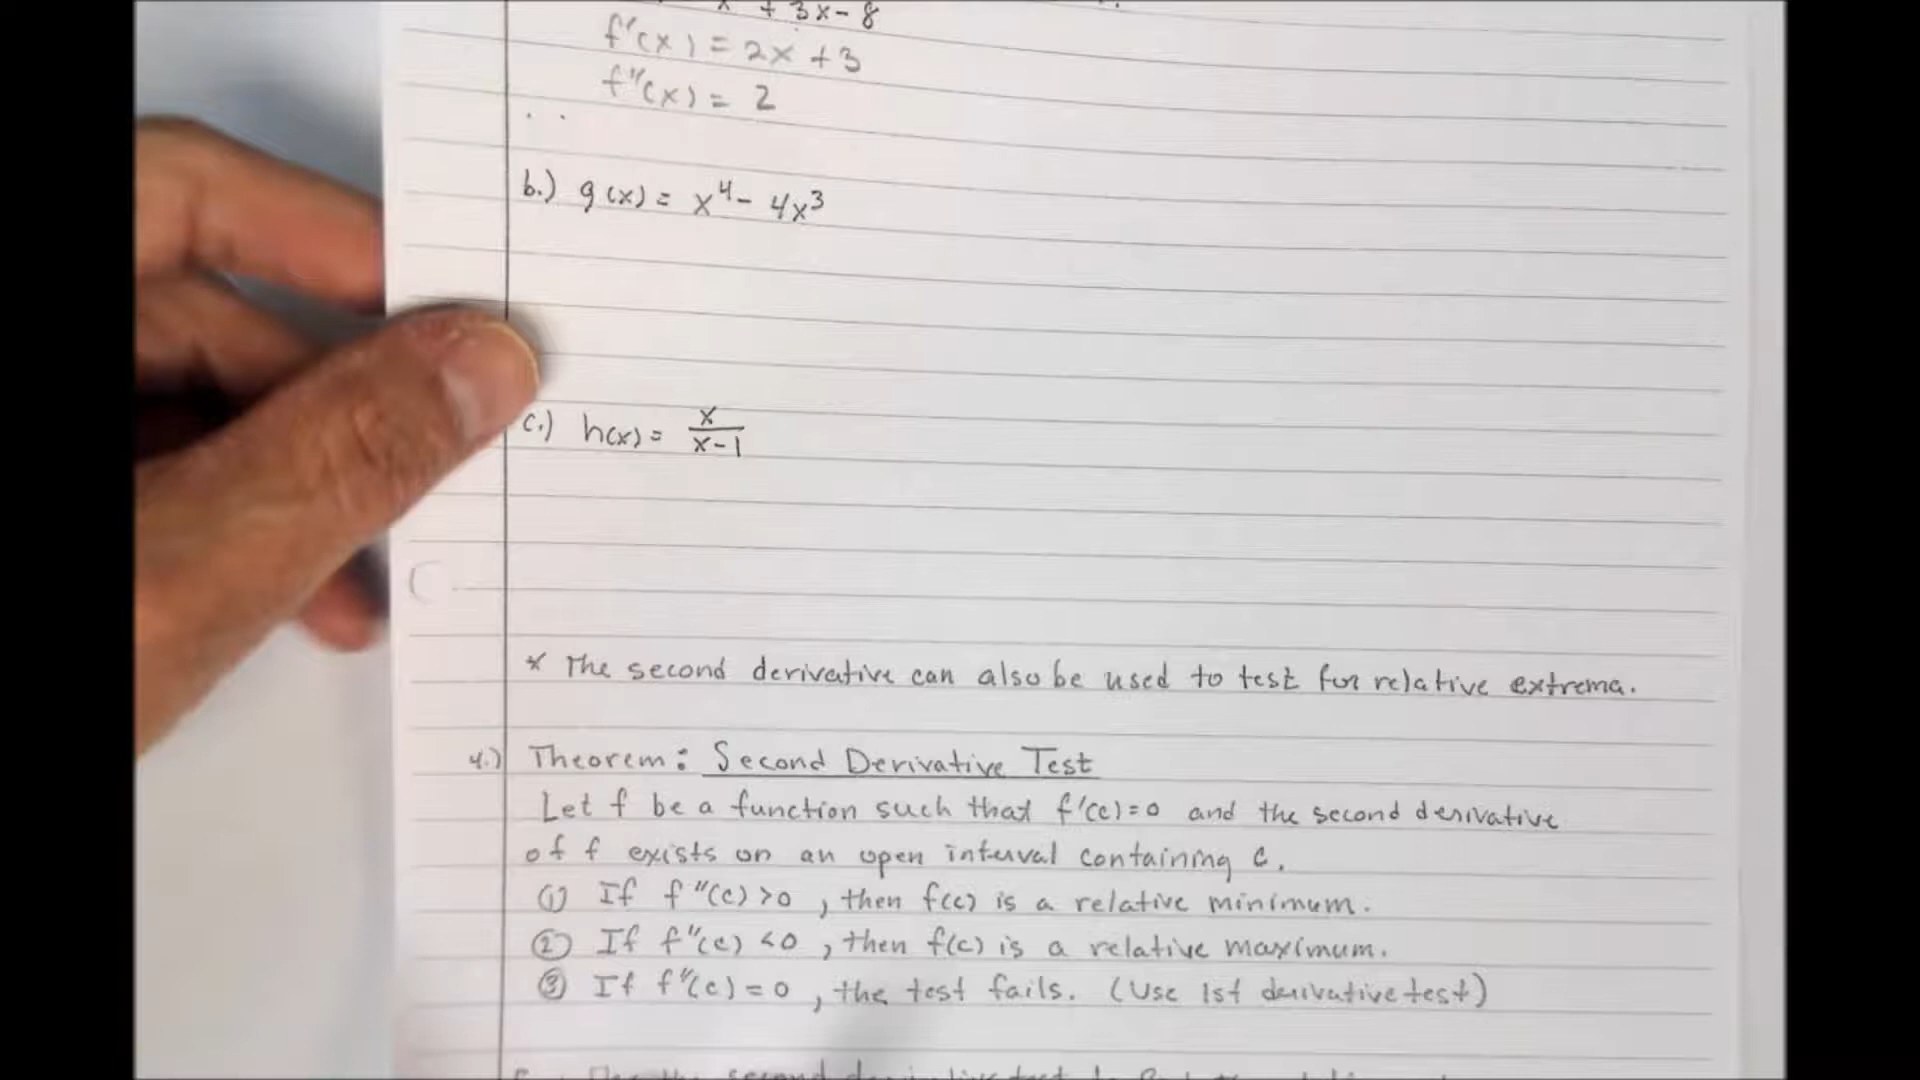 x + 3x - 8
f'(x) = 2x + 3
f"(x) = 2
b.) g(x) = x⁴ - 4x³
c.) h(x) = x/(x-1)
* The second derivative can also be used to test for relative extrema.
4.) Theorem: Second Derivative Test
Let f be a function such that f'(c)=0 and the second derivative
of f exists on an open interval containing c.
① If f"(c) >0, then f(c) is a relative minimum.
② If f"(c) <0, then f(c) is a relative maximum.
③ If f"(c) = 0, the test fails. (Use 1st derivative test)